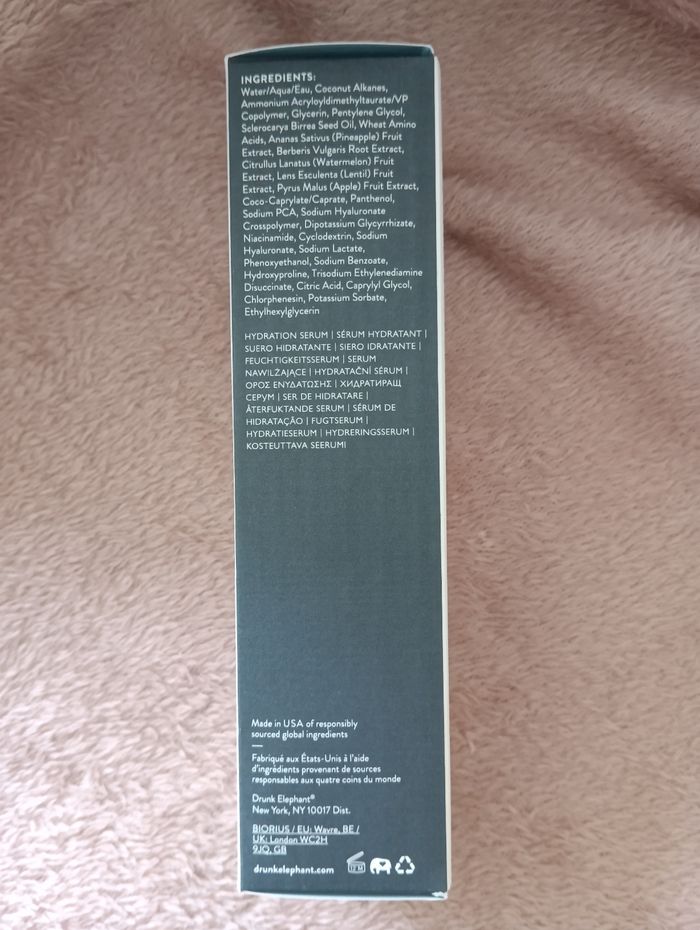 INGREDIENTS:
Water/Aqua/Eau, Coconut Alkanes,
Ammonium Acryloyldimethyltaurate/VP
Copolymer, Glycerin, Pentylene Glycol,
Sclerocarya Birrea Seed Oil, Wheat Amino
Acids, Ananas Sativus (Pineapple) Fruit
Extract, Berberis Vulgaris Root Extract,
Citrullus Lanatus (Watermelon) Fruit
Extract, Lens Esculenta (Lentil) Fruit
Extract, Pyrus Malus (Apple) Fruit Extract,
Coco-Caprylate/Caprate, Panthenol,
Sodium PCA, Sodium Hyaluronate
Crosspolymer, Dipotassium Glycyrrhizate,
Niacinamide, Cyclodextrin, Sodium
Hyaluronate, Sodium Lactate,
Phenoxyethanol, Sodium Benzoate,
Hydroxyproline, Trisodium Ethylenediamine
Disuccinate, Citric Acid, Caprylyl Glycol,
Chlorphenesin, Potassium Sorbate,
Ethylhexylglycerin
HYDRATION SERUM | SÉRUM HYDRATANT |
SUERO HIDRATANTE | SIERO IDRATANTE |
FEUCHTIGKEITSSERUM | SERUM
NAWILŻAJĄCE | HYDRATAČNÍ SÉRUM |
ΟΡΟΣ ΕΝΥΔΑΤΩΣΗΣ | ХИДРАТИРАЩ
СЕРУМ | SER DE HIDRATARE |
ÅTERFUKTANDE SERUM | SÉRUM DE
HIDRATAÇÃO | FUGTSERUM |
HYDRATIESERUM | HYDRERINGSSERUM |
KOSTEUTTAVA SEERUMI
Made in USA of responsibly
sourced global ingredients
Fabriqué aux États-Unis à l'aide
d'ingrédients provenant de sources
responsables aux quatre coins du monde
Drunk Elephant®
New York, NY 10017 Dist.
BIORIUS / EU: Wavre, BE /
UK: London WC2H
9JQ, GB
drunkelephant.com
12 M